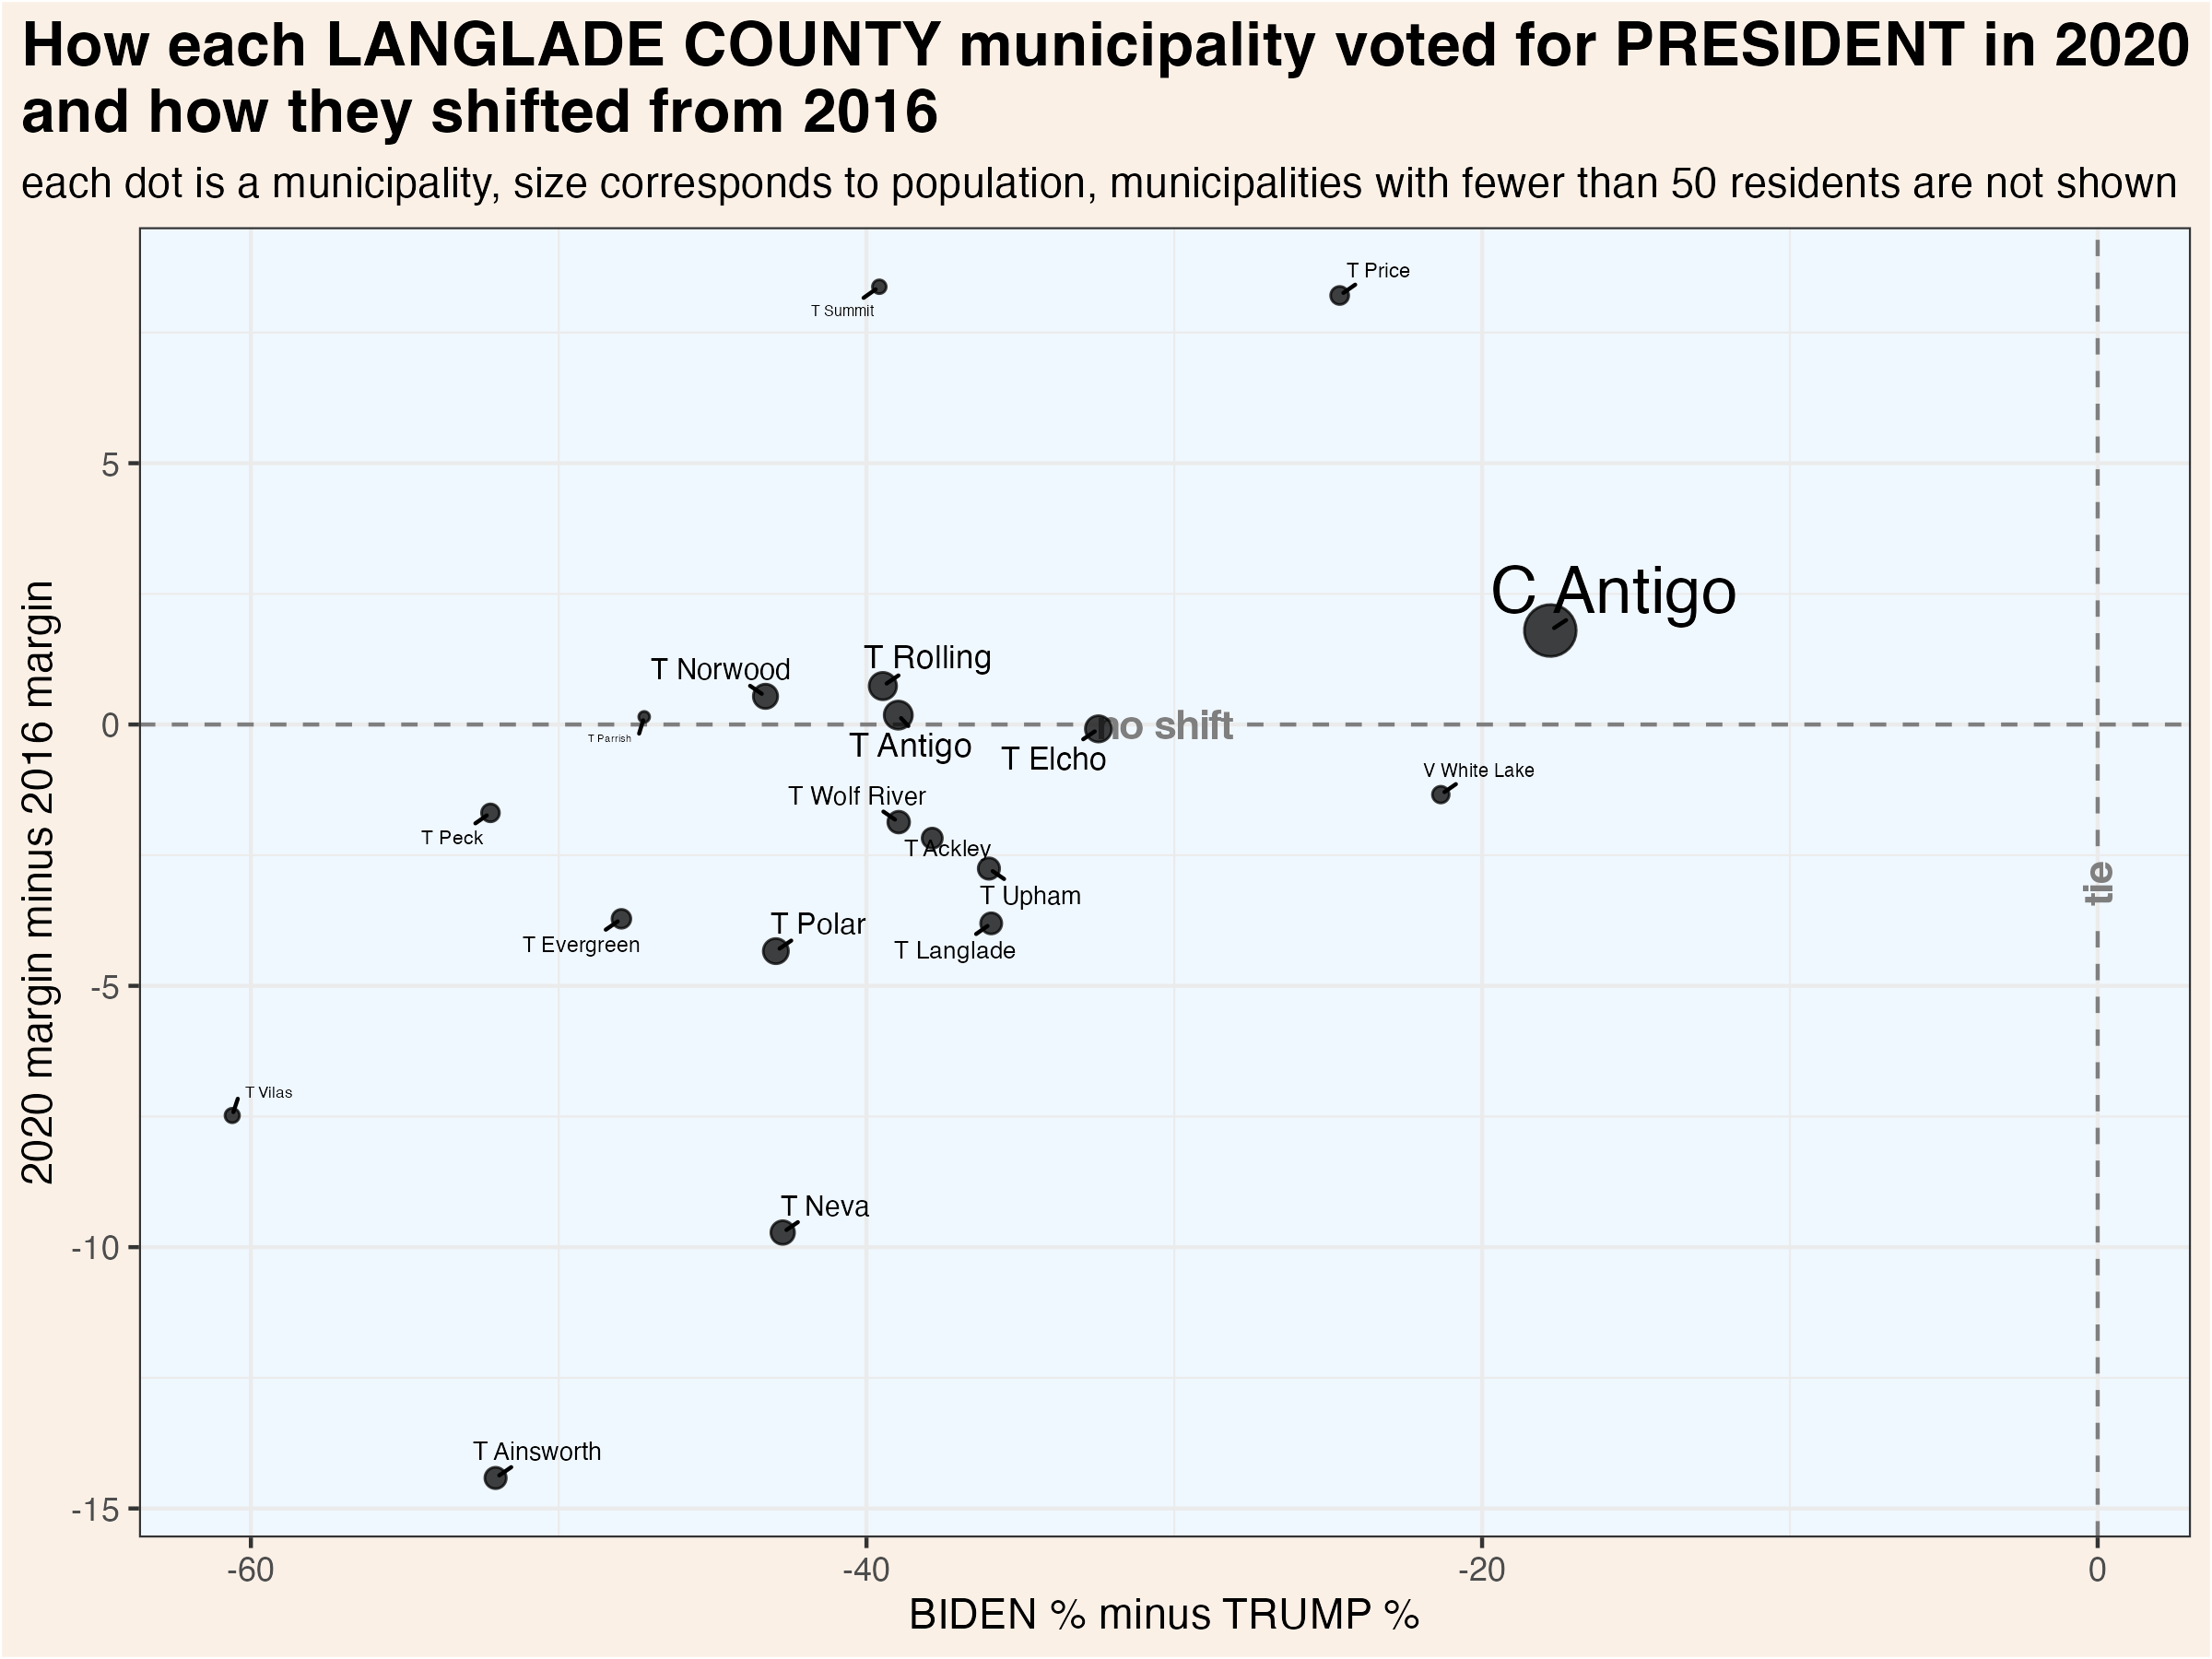 How each LANGLADE COUNTY municipality voted for PRESIDENT in 2020
and how they shifted from 2016
each dot is a municipality, size corresponds to population, municipalities with fewer than 50 residents are not shown
T Price
T Summit
5
C Antigo
T Rolling
T Norwood
0
no shift
T Parrish
T Antigo
T Elcho
V White Lake
T Wolf River
T Peck
T Ackley
tie
T Upham
T Polar
T Evergreen
T Langlade
-5
T Vilas
T Neva
-10
T Ainsworth
-15
2020 margin minus 2016 margin
-60
-40
-20
0
BIDEN % minus TRUMP %